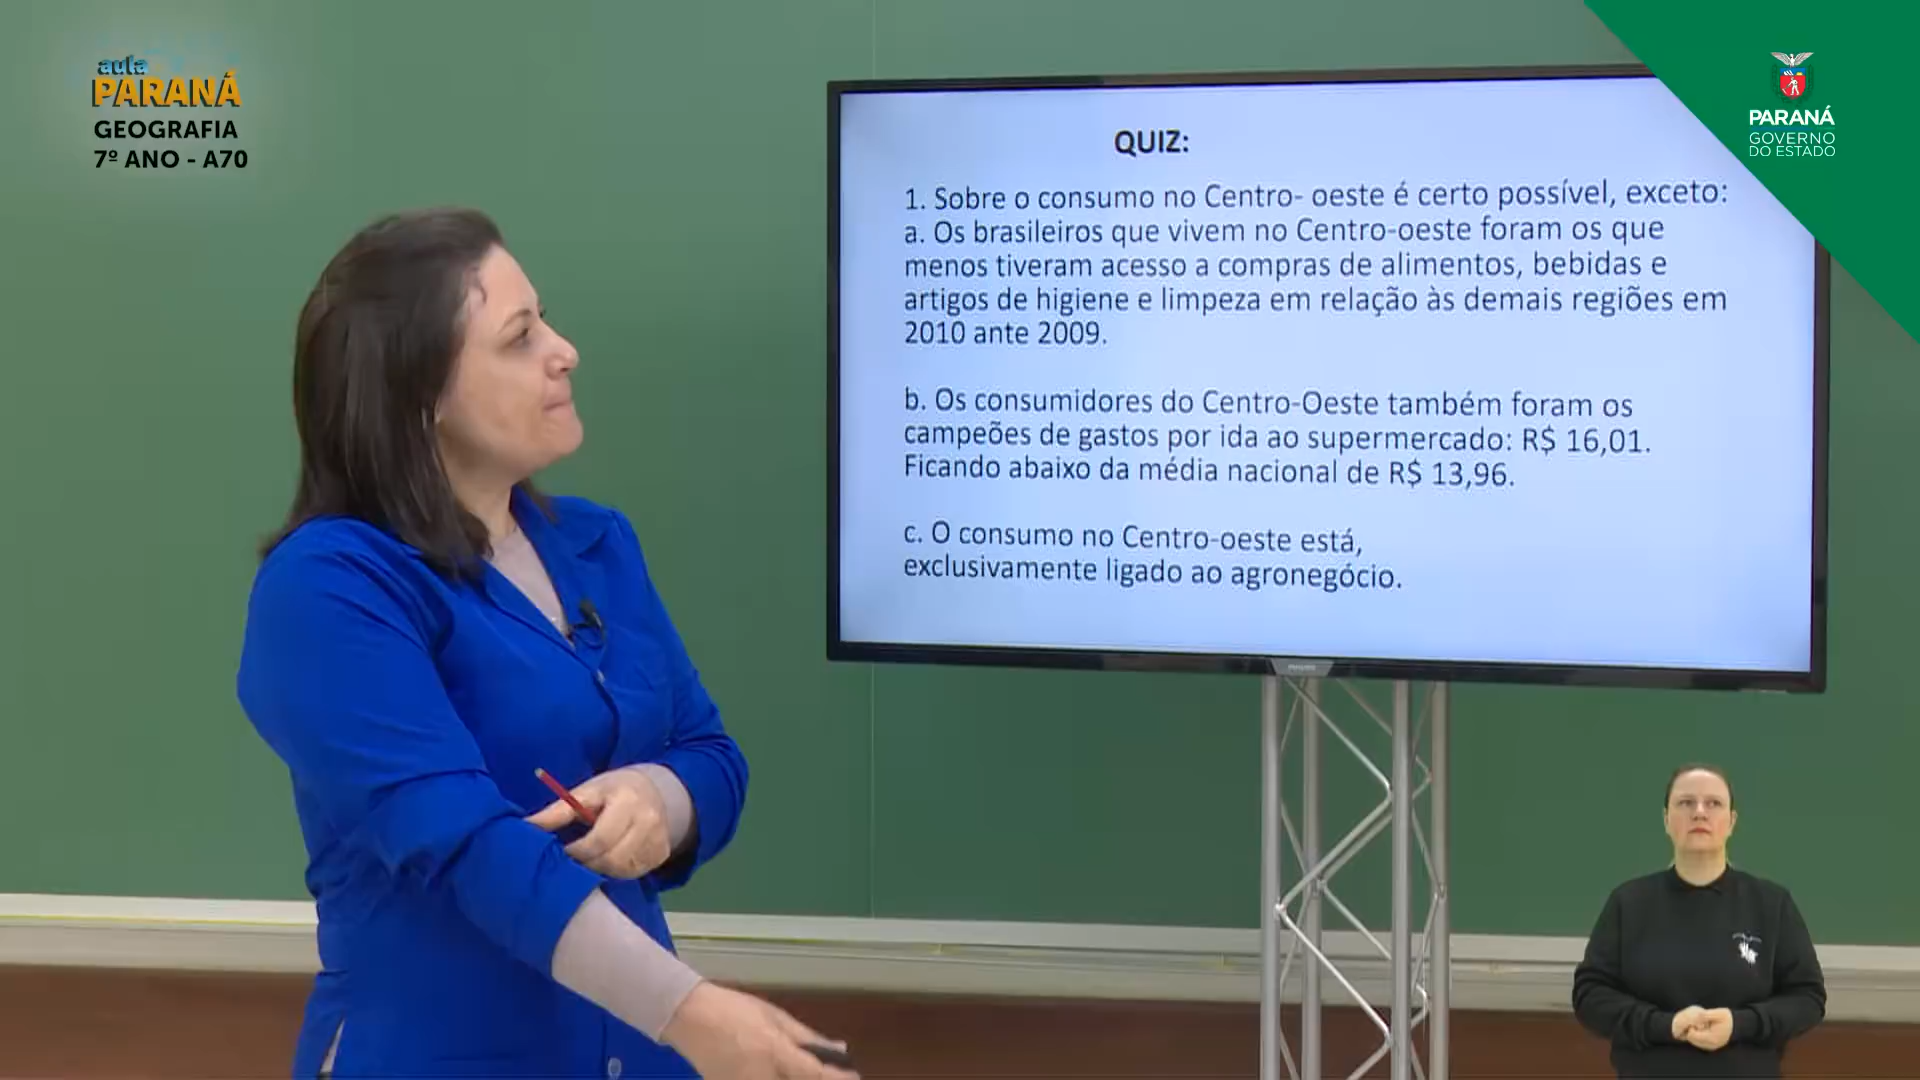 aula
PARANÁ
GEOGRAFIA
7º ANO - A70
PARANÁ
GOVERNO
DO ESTADO
QUIZ:
1. Sobre o consumo no Centro- oeste é certo possível, exceto:
a. Os brasileiros que vivem no Centro-oeste foram os que
menos tiveram acesso a compras de alimentos, bebidas e
artigos de higiene e limpeza em relação às demais regiões em
2010 ante 2009.
b. Os consumidores do Centro-Oeste também foram os
campeões de gastos por ida ao supermercado: R$ 16,01.
Ficando abaixo da média nacional de R$ 13,96.
c. O consumo no Centro-oeste está,
exclusivamente ligado ao agronegócio.